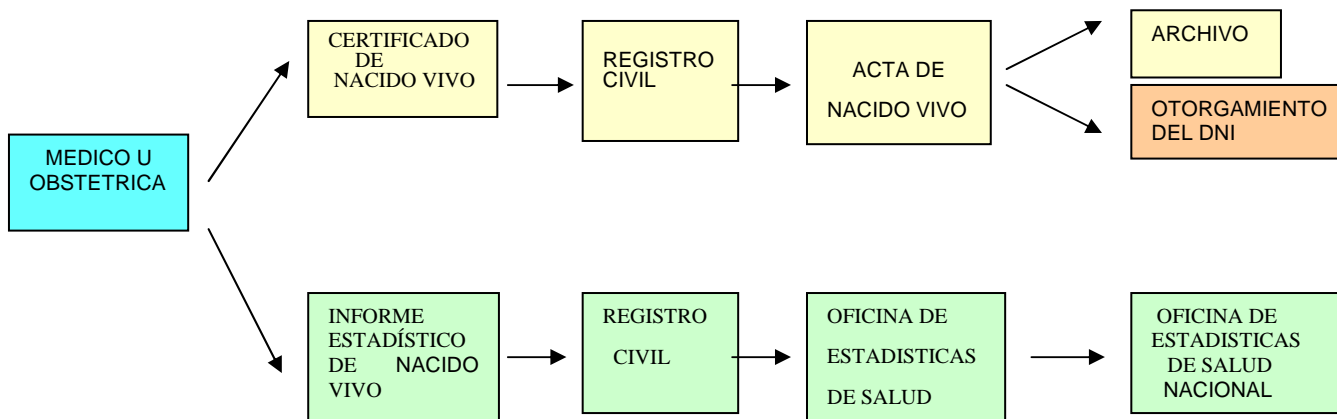 MEDICO U
OBSTETRICA
CERTIFICADO
DE
NACIDO VIVO
REGISTRO
CIVIL
ACTA DE
NACIDO VIVO
ARCHIVO
OTORGAMIENTO
DEL DNI
INFORME
ESTADÍSTICO
DE NACIDO
VIVO
REGISTRO
CIVIL
OFICINA DE
ESTADISTICAS
DE SALUD
OFICINA DE
ESTADISTICAS
DE SALUD
NACIONAL